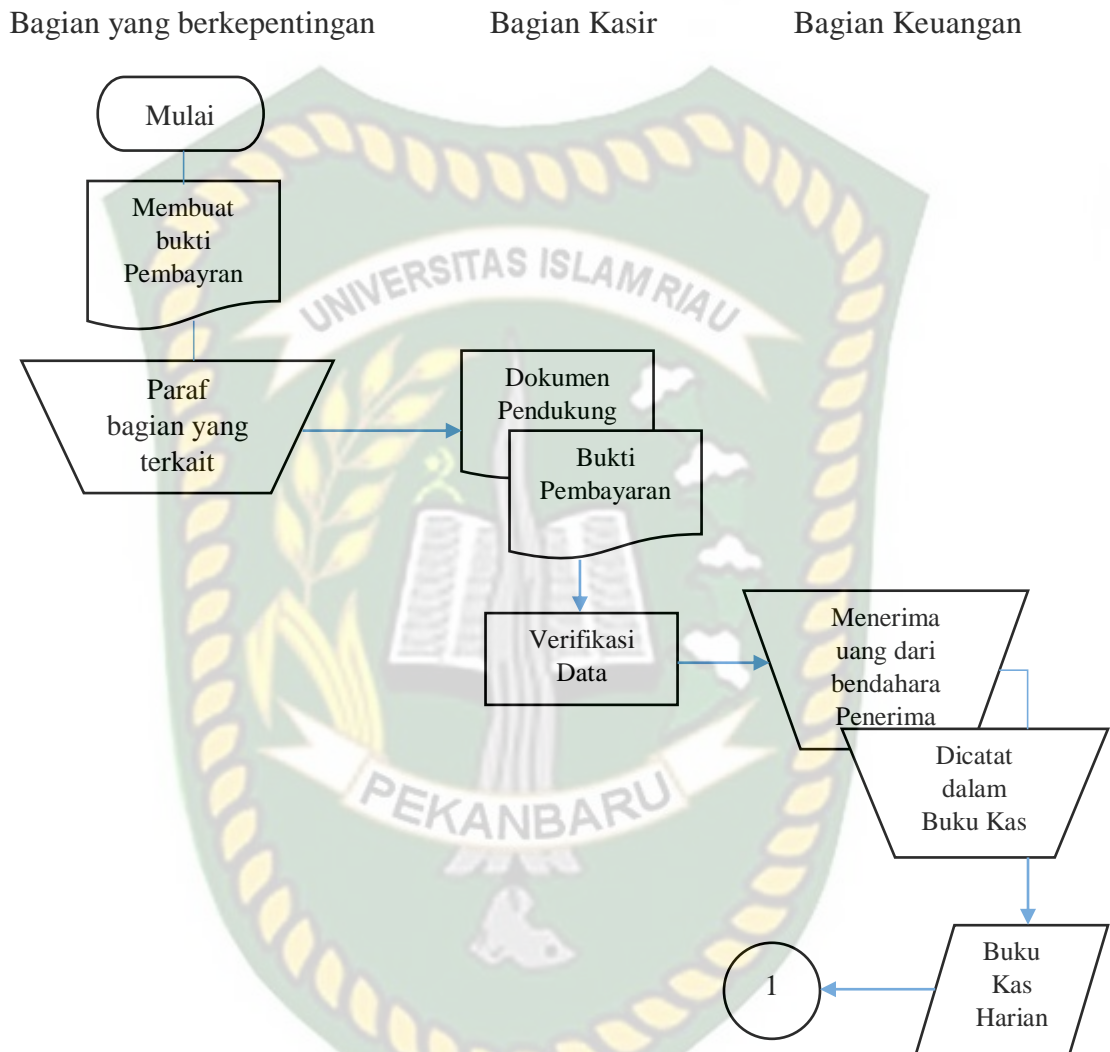 Bagian yang berkepentingan
Bagian Kasir
Bagian Keuangan
Mulai
Membuat
bukti
Pembayran
UNIVERSITAS ISLAM RIAU
Paraf
bagian yang
terkait
Dokumen
Pendukung
Bukti
Pembayaran
Verifikasi
Data
Menerima
uang dari
bendahara
Penerima
Dicatat
dalam
Buku Kas
PEKANBARU
Buku
Kas
Harian
1